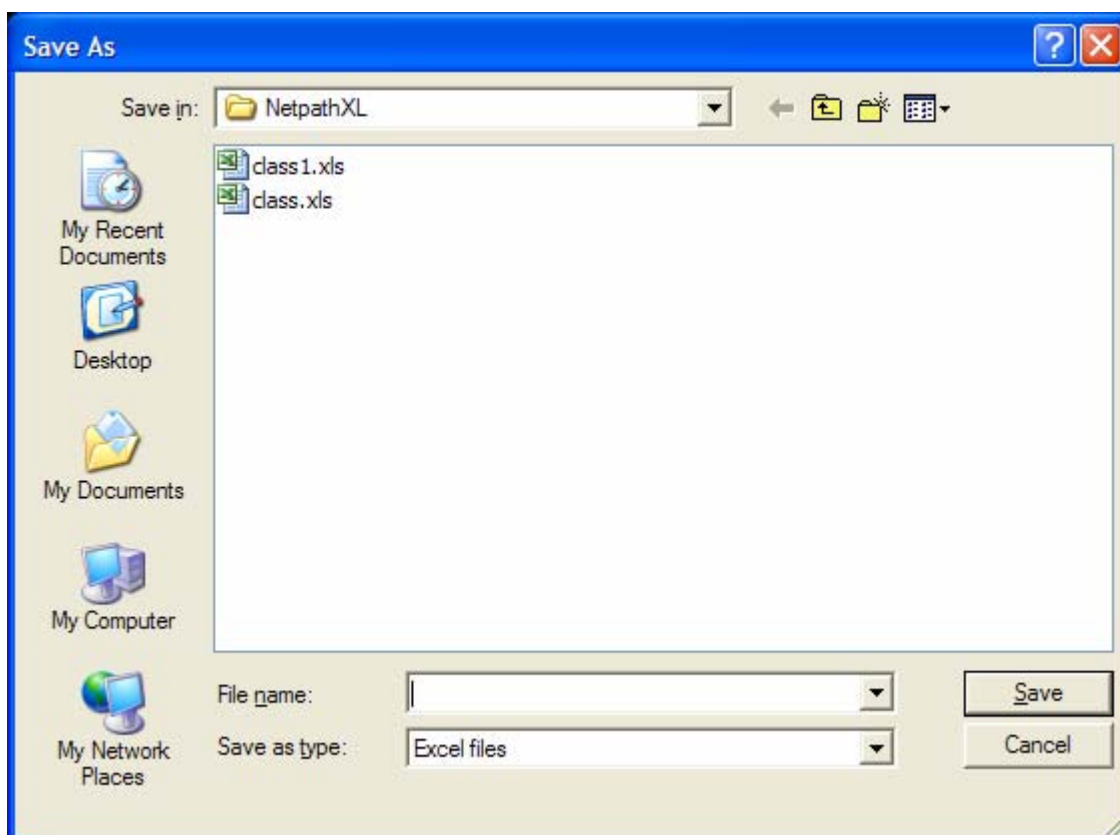 Save As
Save in:
NetpathXL
class1.xls
class.xls
My Recent
Documents
Desktop
My Documents
My Computer
My Network
Places
File name:
Save
Save as type:
Excel files
Cancel